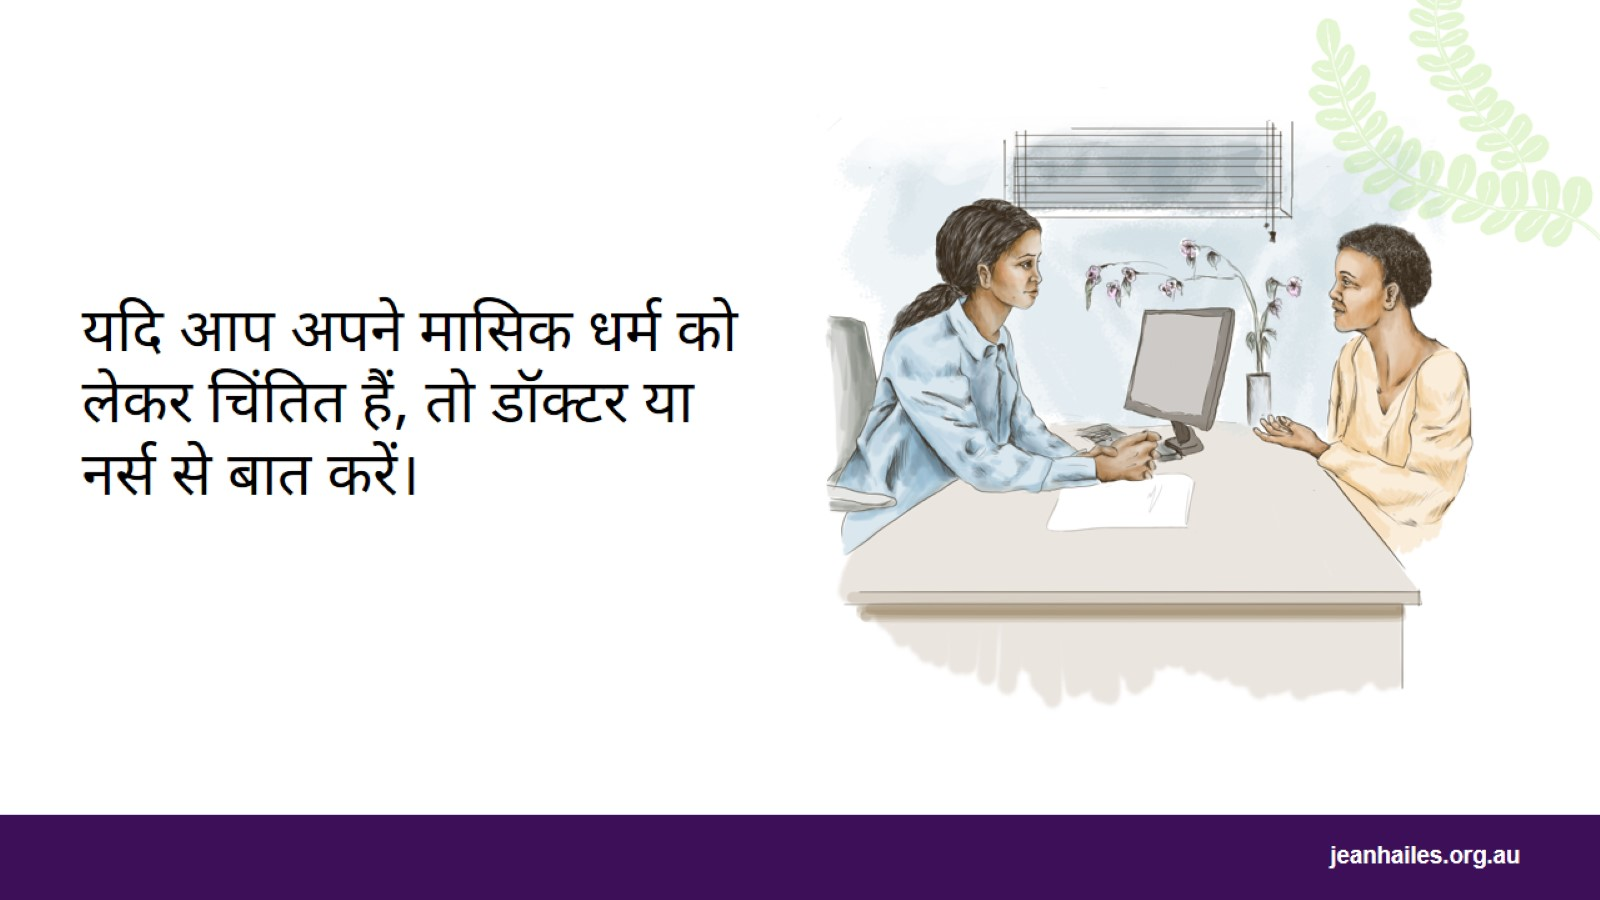 यदि आप अपने मासिक धर्म को
लेकर चिंतित हैं, तो डॉक्टर या
नर्स से बात करें।
jeanhailes.org.au